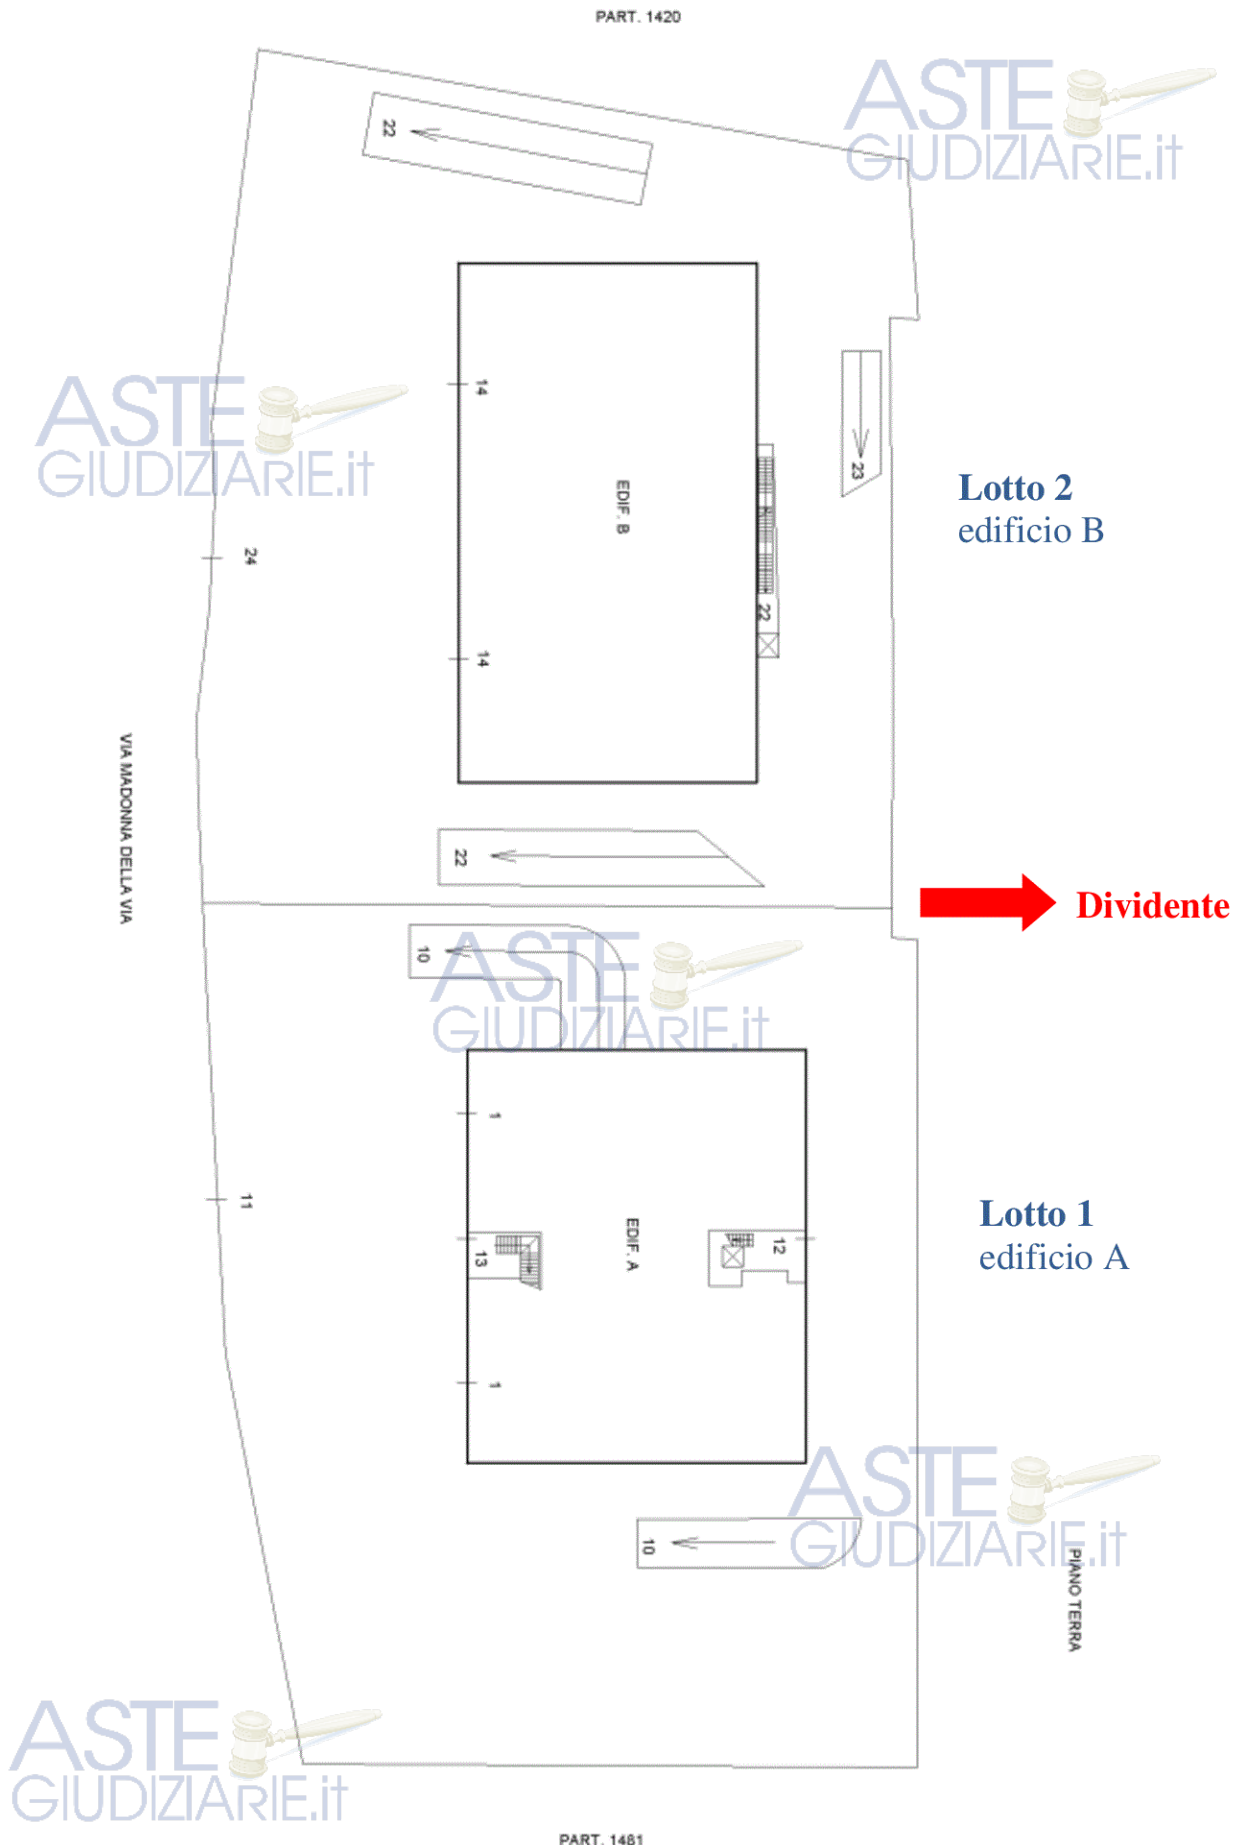 PART. 1420
ASTE
GIUDIZIARIE.it
22
14
ASTE
GIUDIZIARIE.it
23
EDIF. B
Lotto 2
edificio B
24
22
14
VIA MADONNA DELLA VIA
22
Dividente
10
ASTE
GIUDIZIARIE.it
1
11
EDIF. A
Lotto 1
edificio A
13
12
1
ASTE
GIUDIZIARIE.it
10
PIANO TERRA
ASTE
GIUDIZIARIE.it
PART. 1481